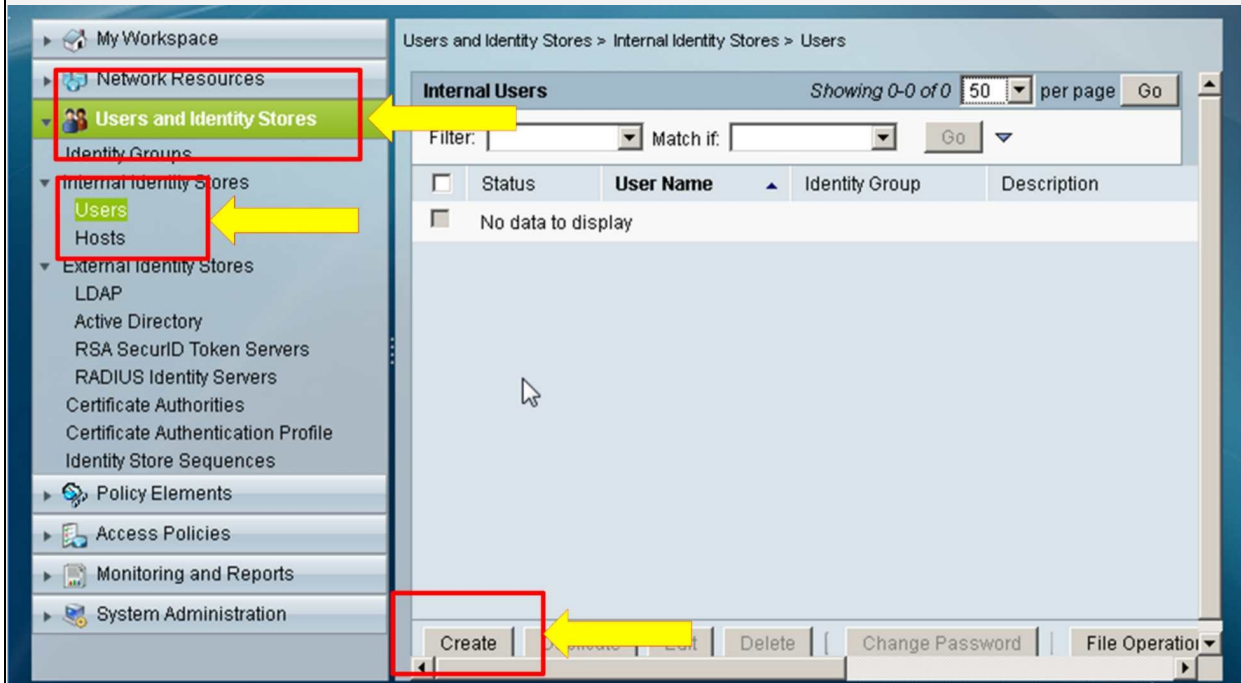 My Workspace
Network Resources
Users and Identity Stores
Identity Groups
Internal Identity Stores
Users
Hosts
External Identity Stores
LDAP
Active Directory
RSA SecurID Token Servers
RADIUS Identity Servers
Certificate Authorities
Certificate Authentication Profile
Identity Store Sequences
Policy Elements
Access Policies
Monitoring and Reports
System Administration
Users and Identity Stores > Internal Identity Stores > Users
Internal Users Showing 0-0 of 0 50 per page Go
Filter: Match if: Go
Status User Name Identity Group Description
No data to display
Create Edit Delete Change Password File Operatio